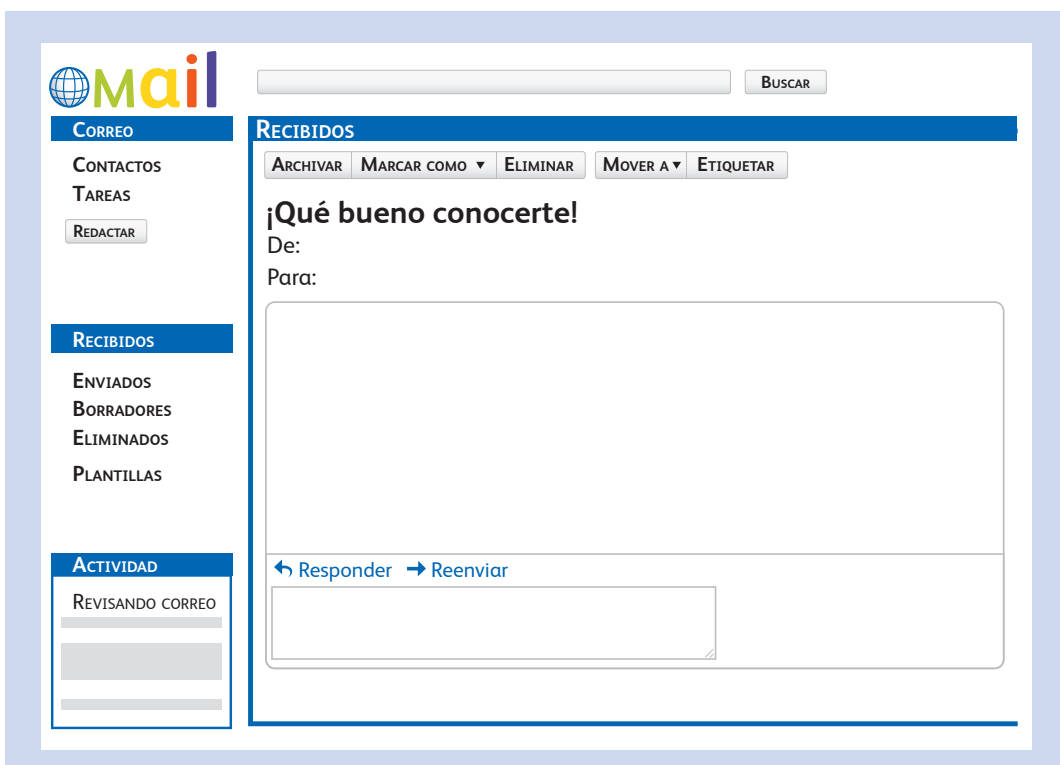 Mail
BUSCAR
CORREO
CONTACTOS
TAREAS
REDACTAR
RECIBIDOS
ENVIADOS
BORRADORES
ELIMINADOS
PLANTILLAS
ACTIVIDAD
REVISANDO CORREO
RECIBIDOS
ARCHIVAR MARCAR COMO ▼ ELIMINAR MOVER A ▼ ETIQUETAR
¡Qué bueno conocerte!
De:
Para:
Responder → Reenviar